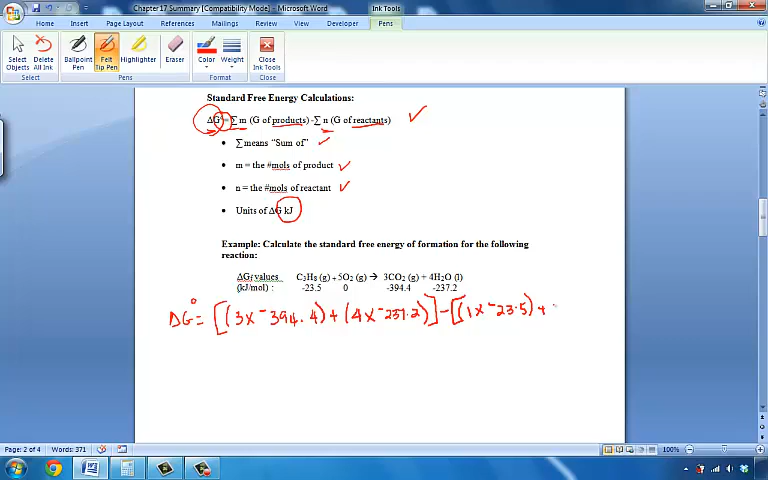 Chapter 17 Summary [Compatibility Mode] - Microsoft Word
Ink Tools
Home Insert Page Layout References Mailings Review View Developer Pens
Select Objects
Delete All Ink
Ballpoint Pen
Felt Tip Pen
Highlighter
Eraser
Color
Weight
Close Ink Tools
Select Pens Format Close
Standard Free Energy Calculations:
ΔG°=∑ m (G of products) -∑ n (G of reactants) ✓
• ∑ means “Sum of” ✓
• m = the #mols of product ✓
• n = the #mols of reactant ✓
• Units of ΔG kJ
Example: Calculate the standard free energy of formation for the following
reaction:
ΔGf values C3H8 (g) + 5O2 (g) → 3CO2 (g) + 4H2O (l)
(kJ/mol) : -23.5 0 -394.4 -237.2
ΔG° = [(3x-394.4)+(4x-237.2)]-[(1x-23.5)+
Page: 2 of 4 Words: 371 100%
9:36 PM